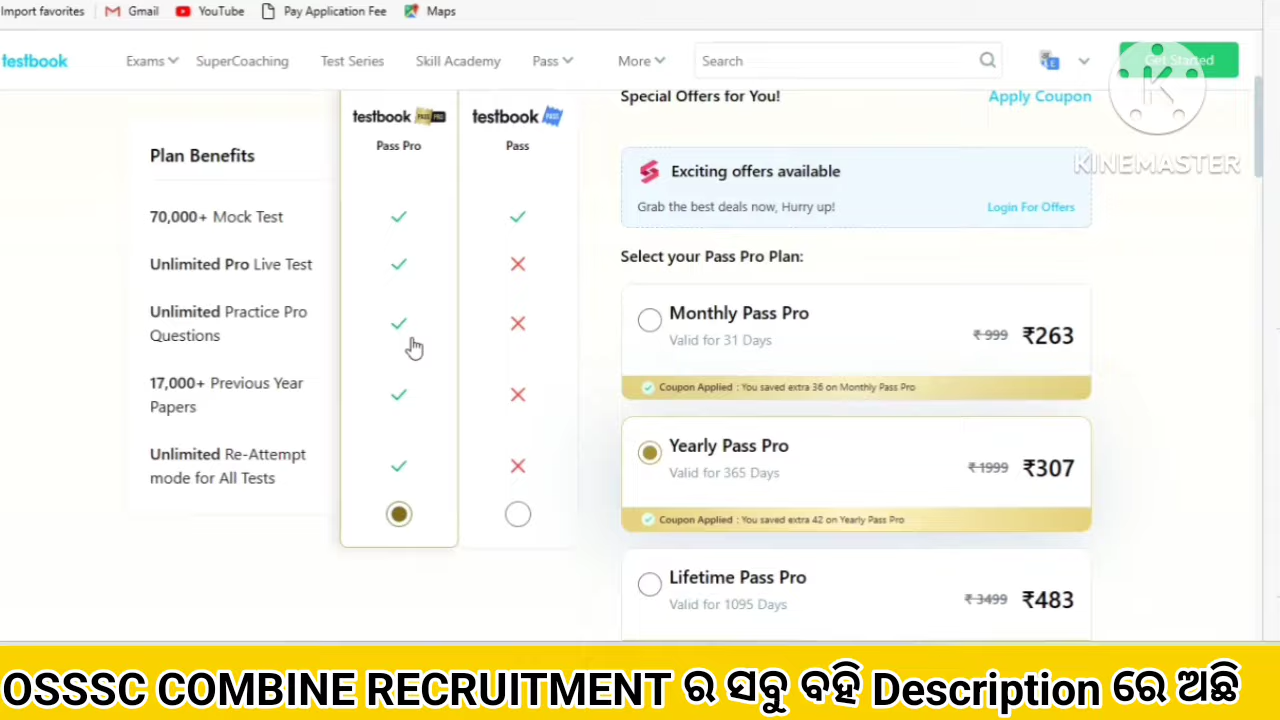 Import favorites Gmail YouTube Pay Application Fee Maps
testbook Exams SuperCoaching Test Series Skill Academy Pass More Search Get Started
KINEMASTER
testbook PASS PRO testbook PASS
Pass Pro Pass
Plan Benefits
70,000+ Mock Test
Unlimited Pro Live Test
Unlimited Practice Pro
Questions
17,000+ Previous Year
Papers
Unlimited Re-Attempt
mode for All Tests
Special Offers for You! Apply Coupon
Exciting offers available
Grab the best deals now, Hurry up! Login For Offers
Select your Pass Pro Plan:
Monthly Pass Pro
Valid for 31 Days
₹ 999 ₹263
Coupon Applied : You saved extra 36 on Monthly Pass Pro
Yearly Pass Pro
Valid for 365 Days
₹ 1999 ₹307
Coupon Applied : You saved extra 42 on Yearly Pass Pro
Lifetime Pass Pro
Valid for 1095 Days
₹ 3499 ₹483
OSSSC COMBINE RECRUITMENT ର ସବୁ ବହି Description ରେ ଅଛି